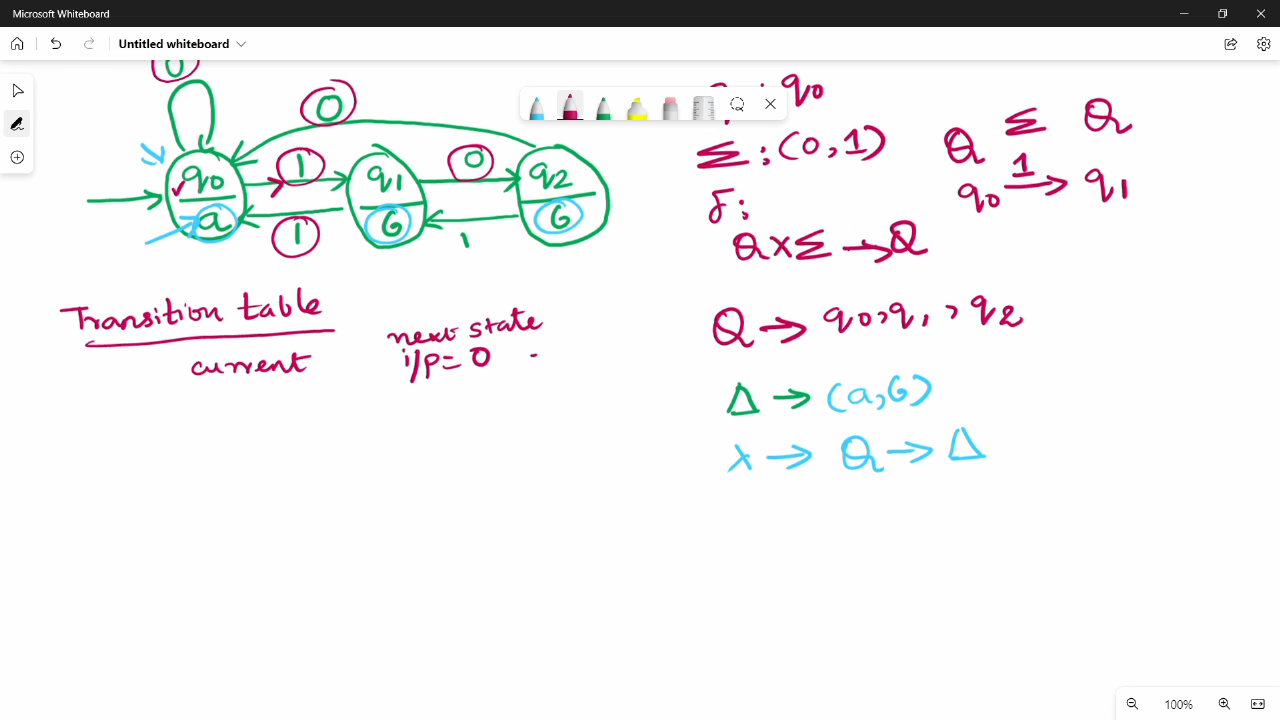 Microsoft Whiteboard
Untitled whiteboard
0
0
q0
a
1
1
q1
b
0
1
q2
b
: q0
Σ : (0,1)
δ :
Q×Σ → Q
Q Σ Q
q0 1→ q1
Q → q0, q1, q2
Δ → (a,b)
λ → Q → Δ
Transition table
current
next state
i/p = 0
100%